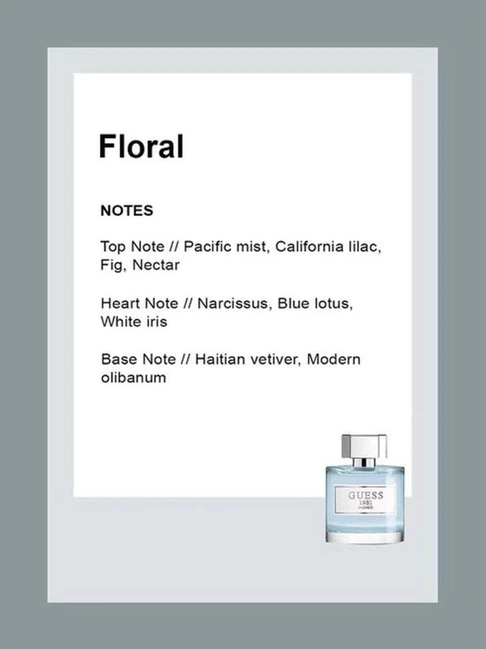 Floral
NOTES
Top Note // Pacific mist, California lilac,
Fig, Nectar
Heart Note // Narcissus, Blue lotus,
White iris
Base Note // Haitian vetiver, Modern
olibanum
GUESS
1981